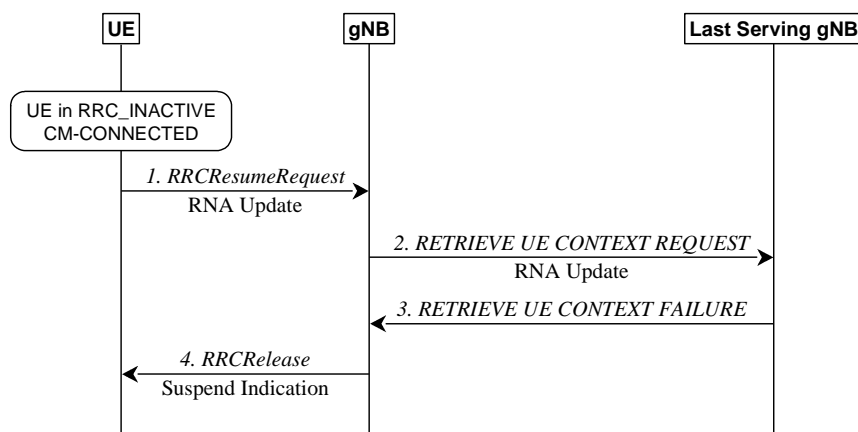 UE
gNB
Last Serving gNB
UE in RRC_INACTIVE
CM-CONNECTED
1. RRCResumeRequest
RNA Update
2. RETRIEVE UE CONTEXT REQUEST
RNA Update
3. RETRIEVE UE CONTEXT FAILURE
4. RRCRelease
Suspend Indication